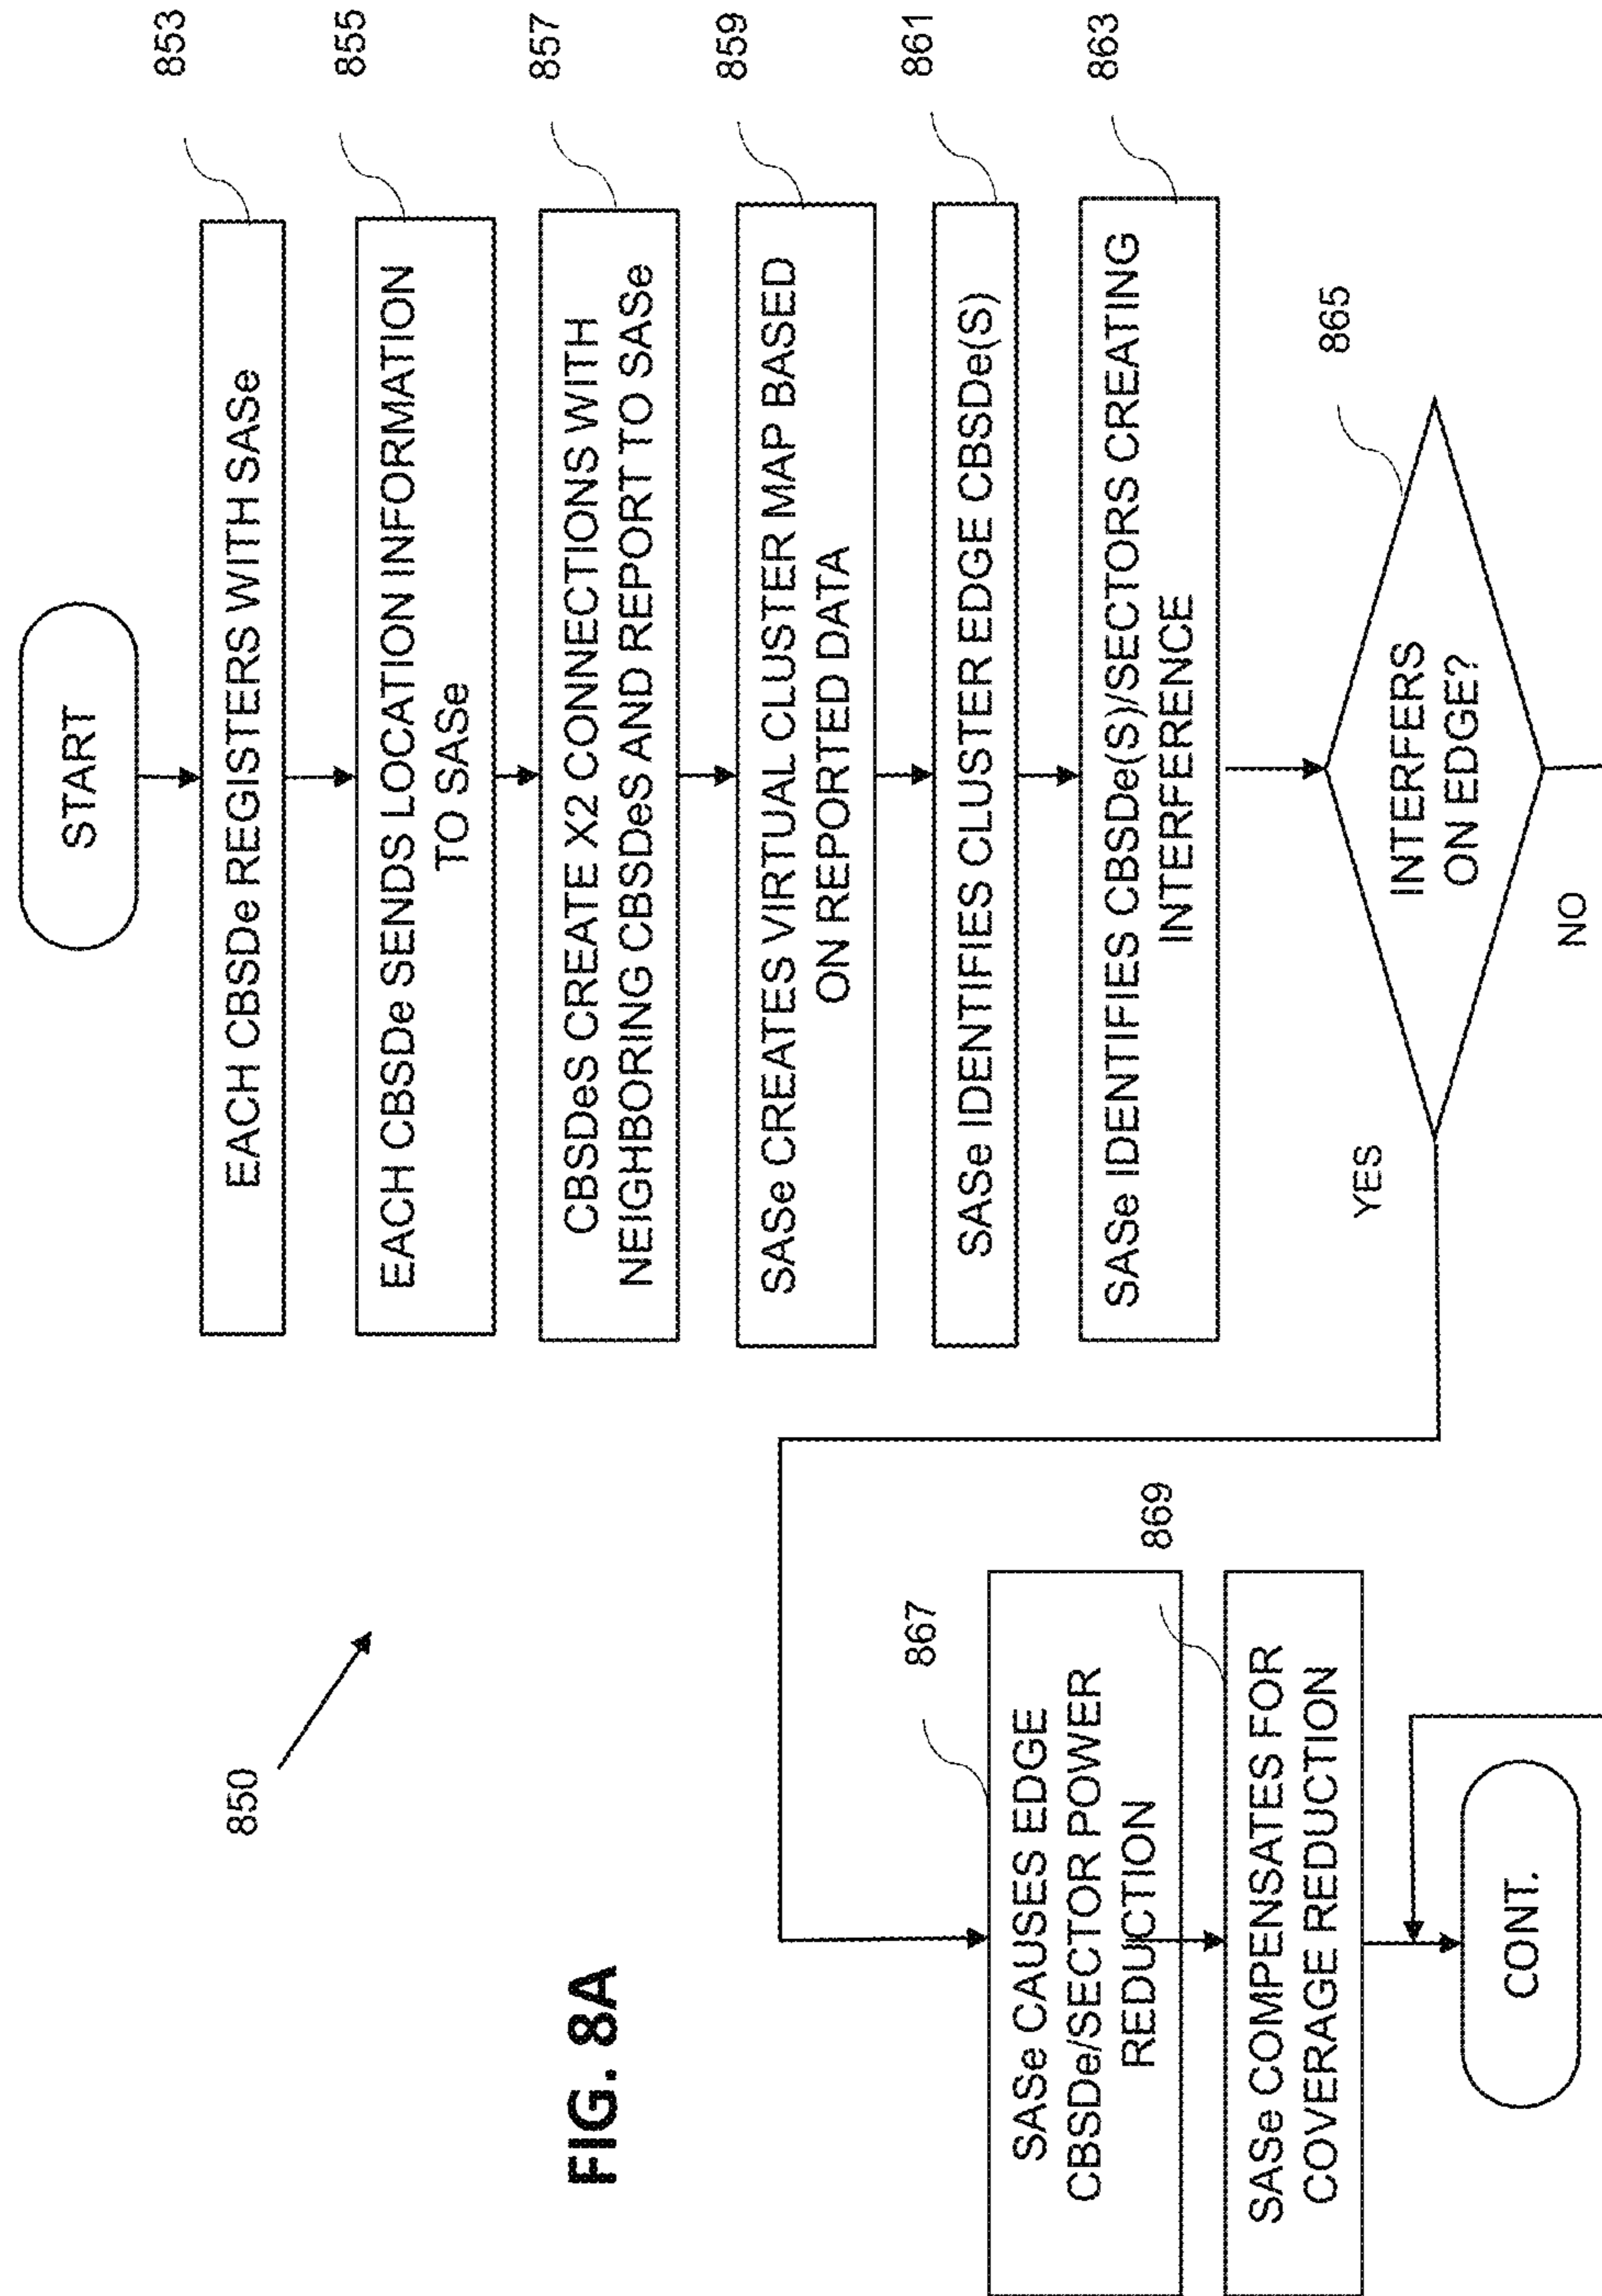 START
853
EACH CBSDe REGISTERS WITH SASe
855
EACH CBSDe SENDS LOCATION INFORMATION
TO SASe
857
CBSDeS CREATE X2 CONNECTIONS WITH
NEIGHBORING CBSDeS AND REPORT TO SASe
859
SASe CREATES VIRTUAL CLUSTER MAP BASED
ON REPORTED DATA
861
SASe IDENTIFIES CLUSTER EDGE CBSDe(S)
863
SASe IDENTIFIES CBSDe(S)/SECTORS CREATING
INTERFERENCE
865
INTERFERS
ON EDGE?
YES
NO
850
867
SASe CAUSES EDGE
CBSDe/SECTOR POWER
REDUCTION
869
SASe COMPENSATES FOR
COVERAGE REDUCTION
CONT.
FIG. 8A